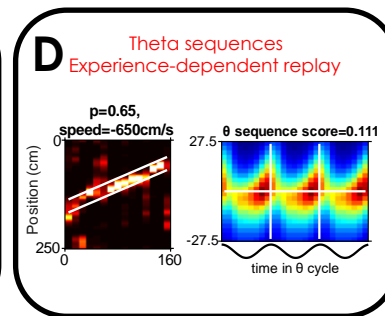 D
Theta sequences
Experience-dependent replay
p=0.65,
speed=-650cm/s
0
Position (cm)
250
0
160
θ sequence score=0.111
27.5
-27.5
time in θ cycle